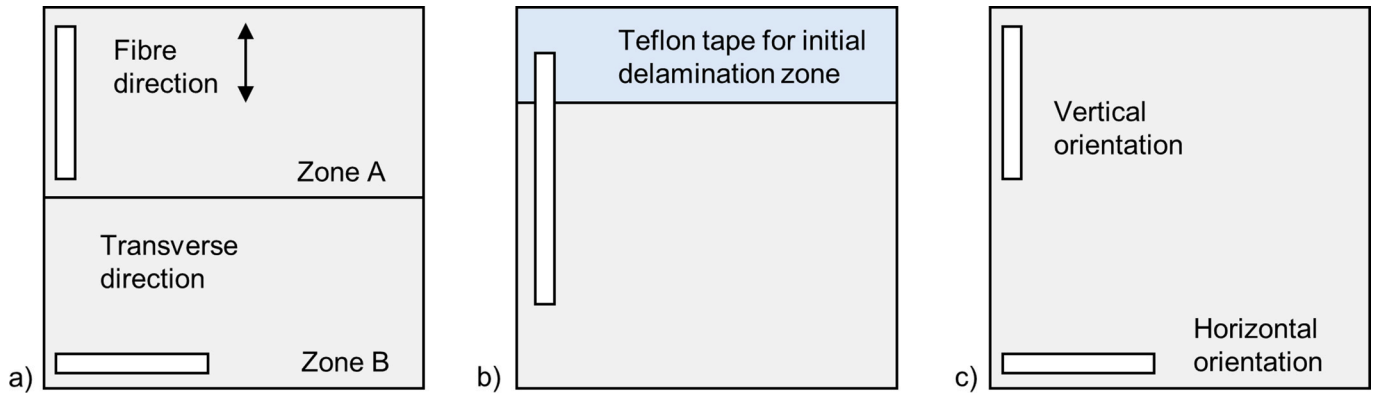 a)
Fibre
direction
Zone A
Transverse
direction
Zone B
b)
Teflon tape for initial
delamination zone
c)
Vertical
orientation
Horizontal
orientation